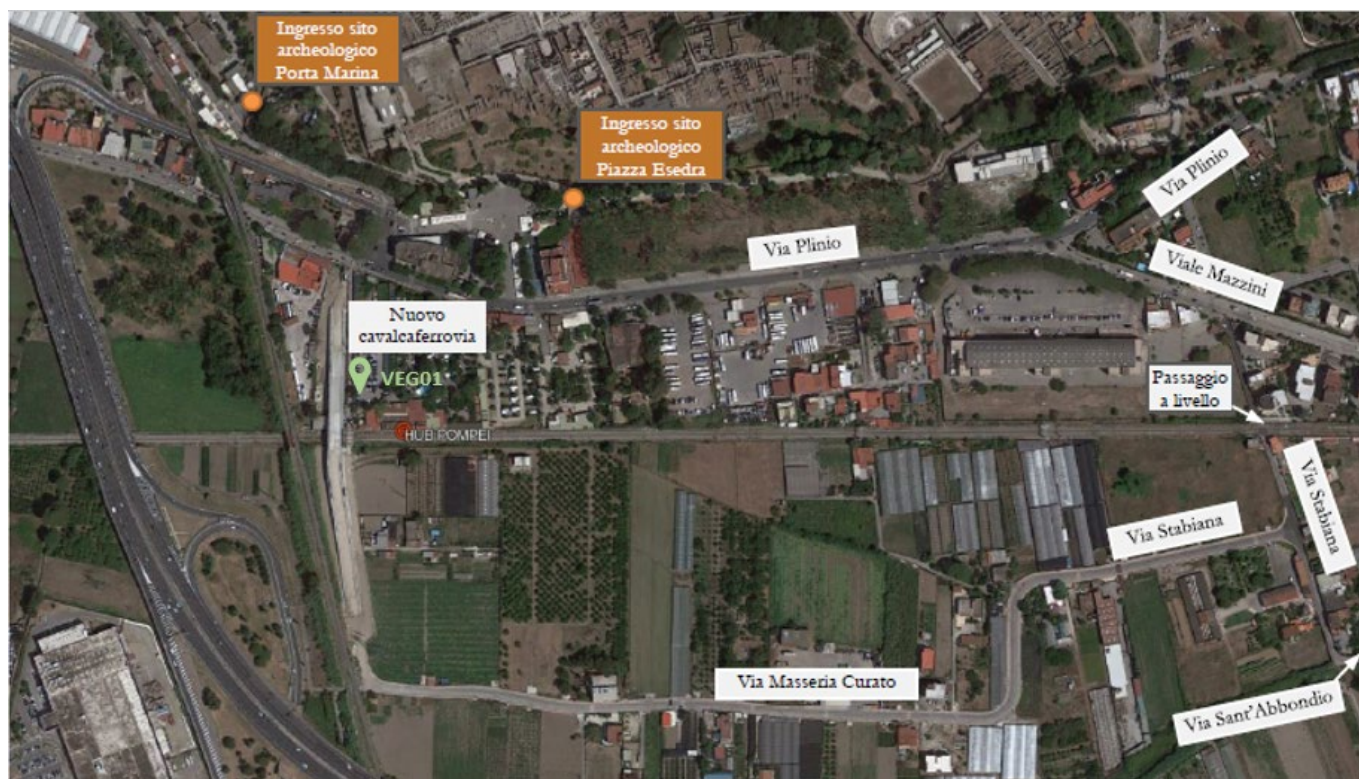 Ingresso sito
archeologico
Porta Marina
Ingresso sito
archeologico
Piazza Esedra
Via Plinio
Via Plinio
Viale Mazzini
Nuovo
cavalcaferrovia
VEG01
HUB POMPEI
Passaggio
a livello
Via Stabiana
Via Stabiana
Via Masseria Curato
Via Sant'Abbondio